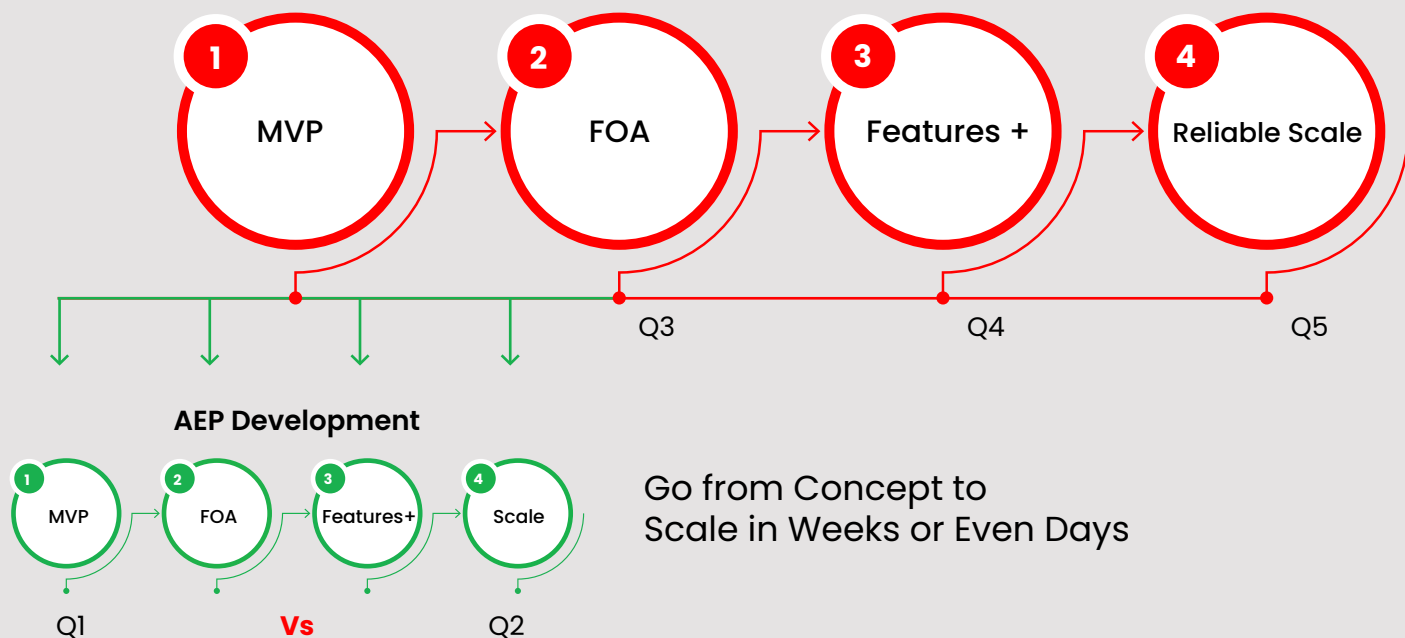 1
MVP
2
FOA
3
Features +
4
Reliable Scale
Q3
Q4
Q5
AEP Development
1
MVP
2
FOA
3
Features+
4
Scale
Go from Concept to
Scale in Weeks or Even Days
Q1
Vs
Q2